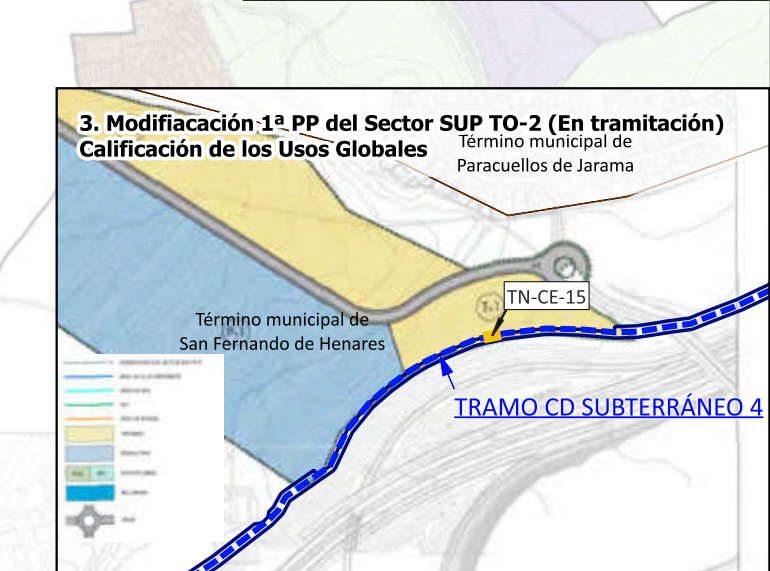 3. Modifiacación 1ª PP del Sector SUP TO-2 (En tramitación)
Calificación de los Usos Globales
Término municipal de
Paracuellos de Jarama
TN-CE-15
Término municipal de
San Fernando de Henares
TRAMO CD SUBTERRÁNEO 4